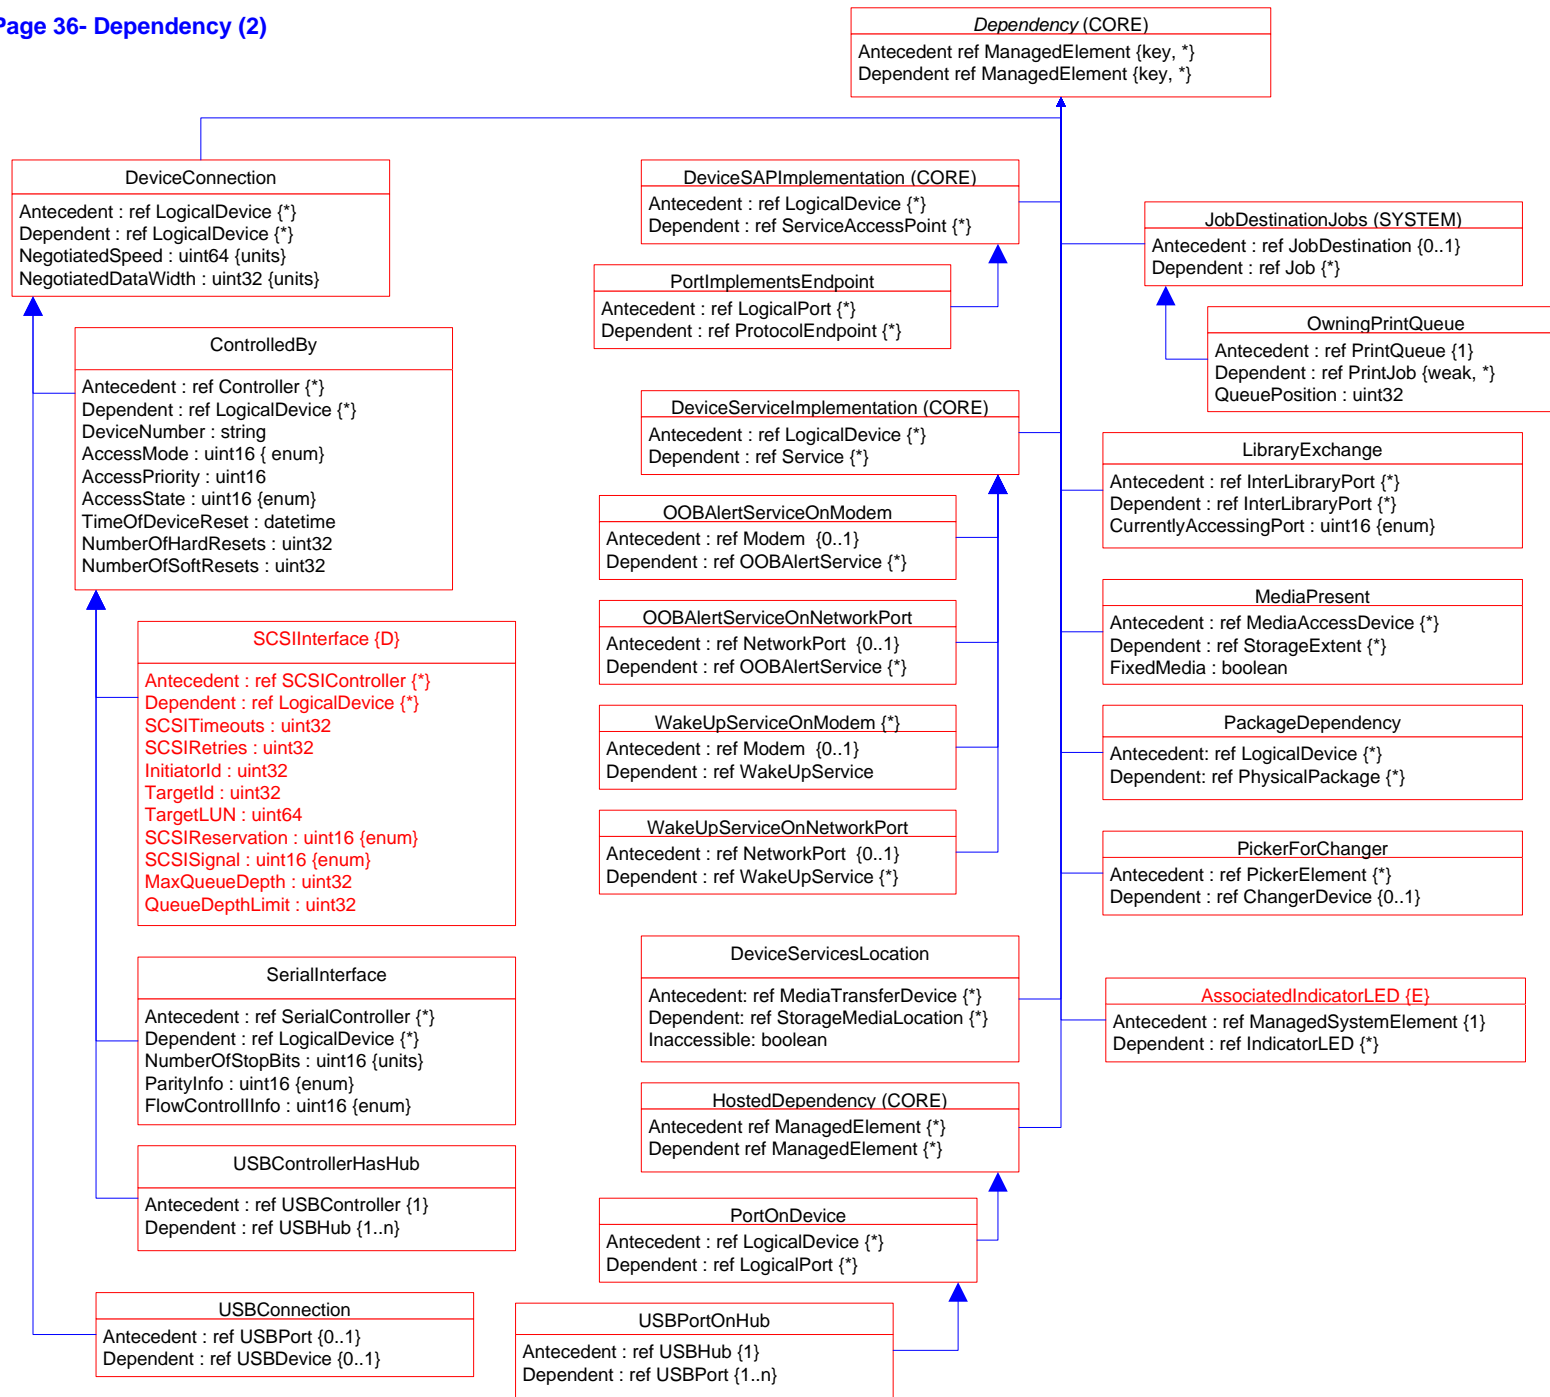 Page 36- Dependency (2)
Dependency (CORE)
Antecedent ref ManagedElement {key, *}
Dependent ref ManagedElement {key, *}
DeviceConnection
Antecedent : ref LogicalDevice {*}
Dependent : ref LogicalDevice {*}
NegotiatedSpeed : uint64 {units}
NegotiatedDataWidth : uint32 {units}
ControlledBy
Antecedent : ref Controller {*}
Dependent : ref LogicalDevice {*}
DeviceNumber : string
AccessMode : uint16 { enum}
AccessPriority : uint16
AccessState : uint16 {enum}
TimeOfDeviceReset : datetime
NumberOfHardResets : uint32
NumberOfSoftResets : uint32
SCSIInterface {D}
Antecedent : ref SCSIController {*}
Dependent : ref LogicalDevice {*}
SCSITimeouts : uint32
SCSIRetries : uint32
InitiatorId : uint32
TargetId : uint32
TargetLUN : uint64
SCSIReservation : uint16 {enum}
SCSISignal : uint16 {enum}
MaxQueueDepth : uint32
QueueDepthLimit : uint32
SerialInterface
Antecedent : ref SerialController {*}
Dependent : ref LogicalDevice {*}
NumberOfStopBits : uint16 {units}
ParityInfo : uint16 {enum}
FlowControlInfo : uint16 {enum}
USBControllerHasHub
Antecedent : ref USBController {1}
Dependent : ref USBHub {1..n}
USBConnection
Antecedent : ref USBPort {0..1}
Dependent : ref USBDevice {0..1}
DeviceSAPImplementation (CORE)
Antecedent : ref LogicalDevice {*}
Dependent : ref ServiceAccessPoint {*}
PortImplementsEndpoint
Antecedent : ref LogicalPort {*}
Dependent : ref ProtocolEndpoint {*}
DeviceServiceImplementation (CORE)
Antecedent : ref LogicalDevice {*}
Dependent : ref Service {*}
OOBAlertServiceOnModem
Antecedent : ref Modem {0..1}
Dependent : ref OOBAlertService {*}
OOBAlertServiceOnNetworkPort
Antecedent : ref NetworkPort {0..1}
Dependent : ref OOBAlertService {*}
WakeUpServiceOnModem {*}
Antecedent : ref Modem {0..1}
Dependent : ref WakeUpService
WakeUpServiceOnNetworkPort
Antecedent : ref NetworkPort {0..1}
Dependent : ref WakeUpService {*}
DeviceServicesLocation
Antecedent: ref MediaTransferDevice {*}
Dependent: ref StorageMediaLocation {*}
Inaccessible: boolean
HostedDependency (CORE)
Antecedent ref ManagedElement {*}
Dependent ref ManagedElement {*}
PortOnDevice
Antecedent : ref LogicalDevice {*}
Dependent : ref LogicalPort {*}
USBPortOnHub
Antecedent : ref USBHub {1}
Dependent : ref USBPort {1..n}
JobDestinationJobs (SYSTEM)
Antecedent : ref JobDestination {0..1}
Dependent : ref Job {*}
OwningPrintQueue
Antecedent : ref PrintQueue {1}
Dependent : ref PrintJob {weak, *}
QueuePosition : uint32
LibraryExchange
Antecedent : ref InterLibraryPort {*}
Dependent : ref InterLibraryPort {*}
CurrentlyAccessingPort : uint16 {enum}
MediaPresent
Antecedent : ref MediaAccessDevice {*}
Dependent : ref StorageExtent {*}
FixedMedia : boolean
PackageDependency
Antecedent: ref LogicalDevice {*}
Dependent: ref PhysicalPackage {*}
PickerForChanger
Antecedent : ref PickerElement {*}
Dependent : ref ChangerDevice {0..1}
AssociatedIndicatorLED {E}
Antecedent : ref ManagedSystemElement {1}
Dependent : ref IndicatorLED {*}